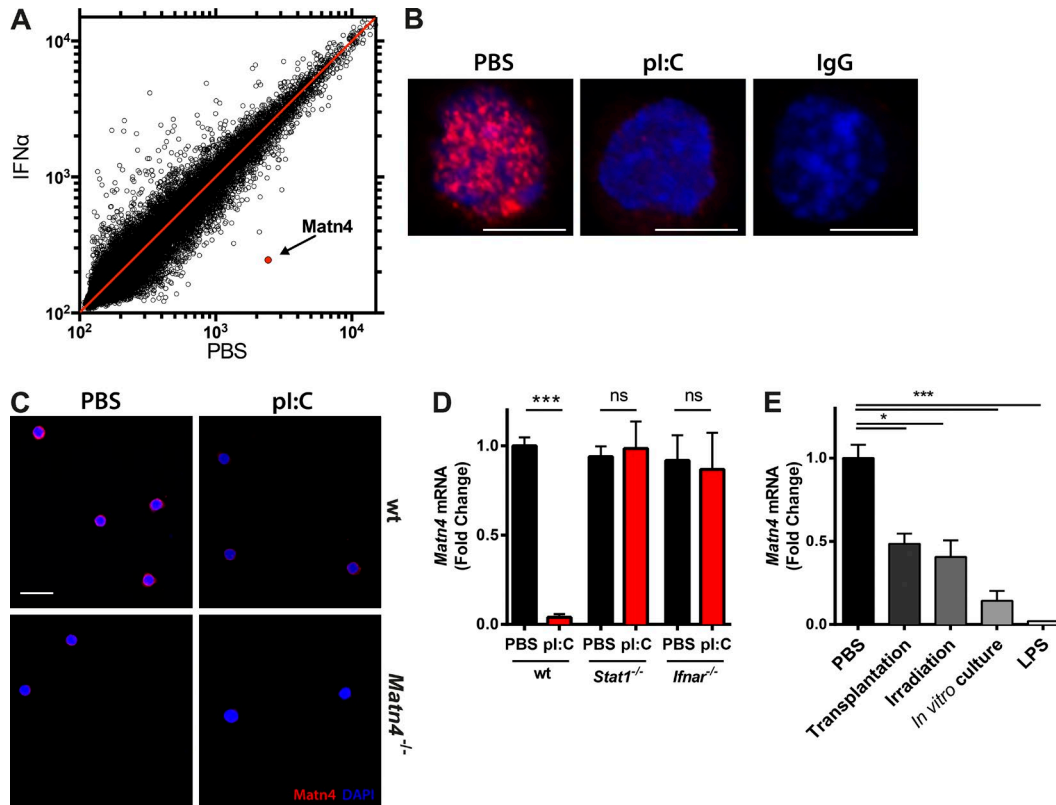 A
IFNα
10⁴
10³
10²
Matn4
10² 10³ 10⁴
PBS
B
PBS pI:C IgG
C
PBS pI:C
wt
Matn4⁻/⁻
Matn4 DAPI
D
*** ns ns
Matn4 mRNA
(Fold Change)
1.0
0.5
0.0
PBS pI:C PBS pI:C PBS pI:C
wt Stat1⁻/⁻ Ifnar⁻/⁻
E
***
*
Matn4 mRNA
(Fold Change)
1.0
0.5
0.0
PBS
Transplantation
Irradiation
In vitro culture
LPS